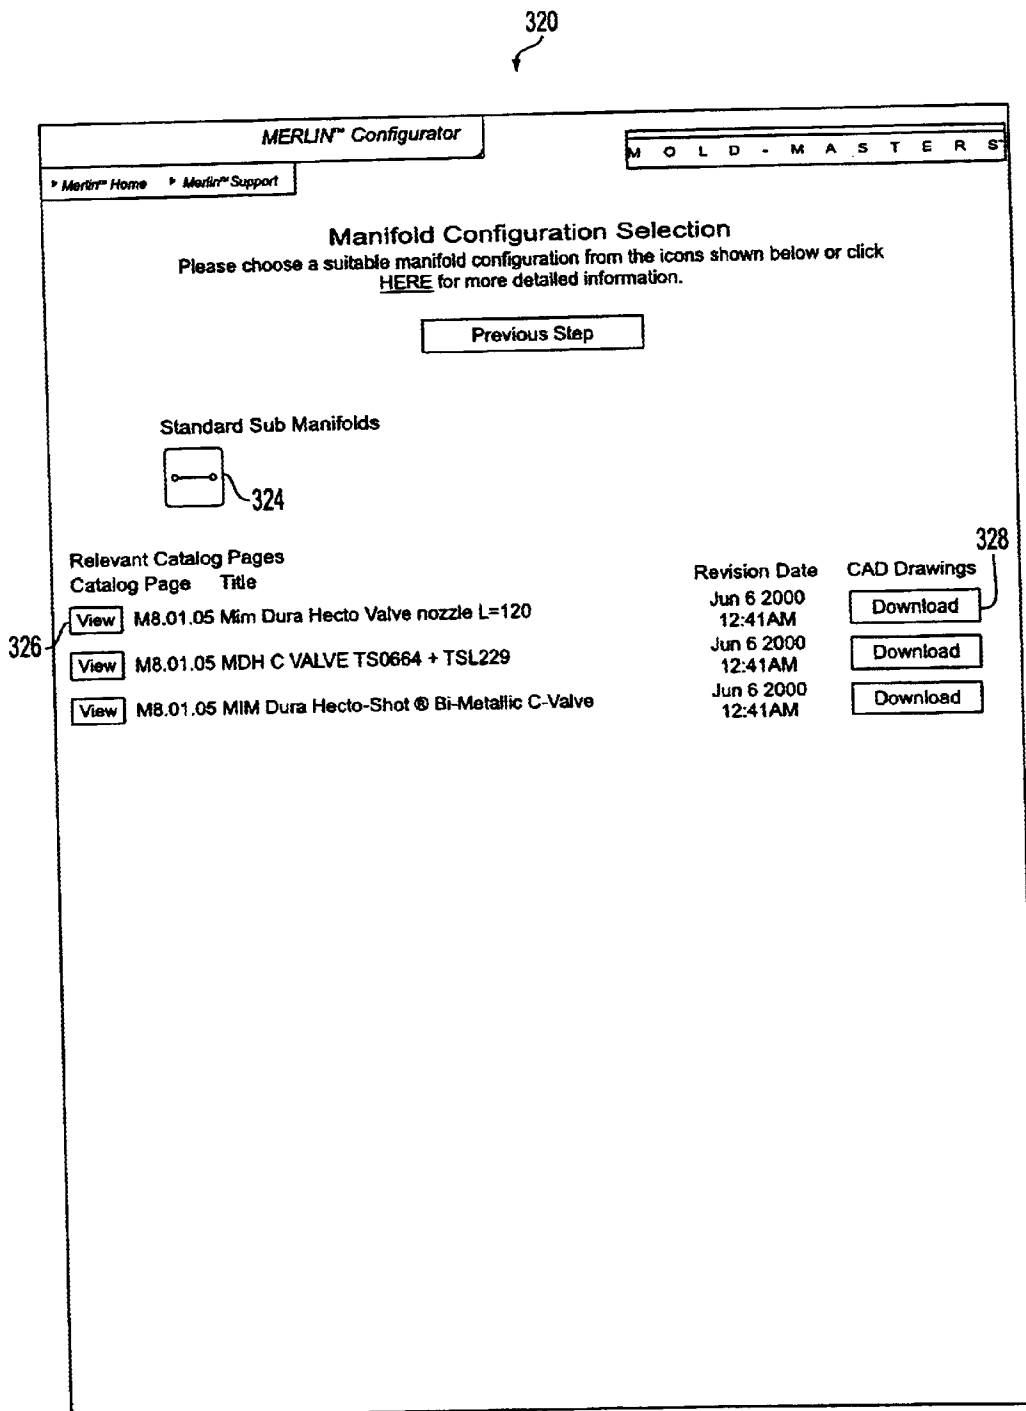 320
MERLIN™ Configurator
M O L D - M A S T E R S
Merlin™ Home Merlin™ Support
Manifold Configuration Selection
Please choose a suitable manifold configuration from the icons shown below or click
HERE for more detailed information.
Previous Step
Standard Sub Manifolds
324
Relevant Catalog Pages
328
Catalog Page Title Revision Date CAD Drawings
View M8.01.05 Mim Dura Hecto Valve nozzle L=120 Jun 6 2000 12:41AM Download
326
View M8.01.05 MDH C VALVE TS0664 + TSL229 Jun 6 2000 12:41AM Download
View M8.01.05 MIM Dura Hecto-Shot ® Bi-Metallic C-Valve Jun 6 2000 12:41AM Download